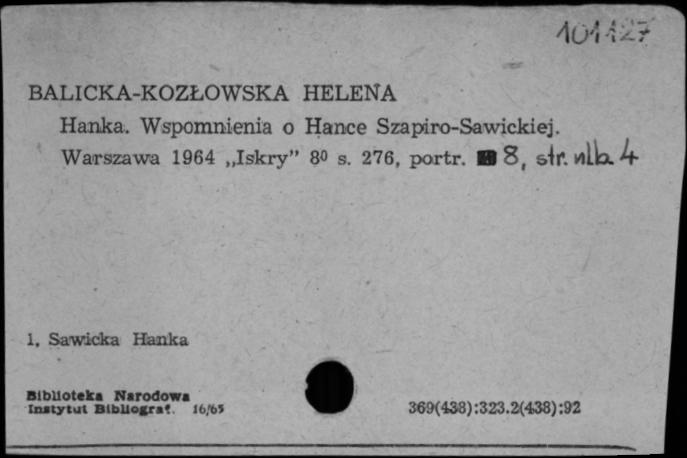 101127
BALICKA-KOZŁOWSKA HELENA
Hanka. Wspomnienia o Hance Szapiro-Sawickiej.
Warszawa 1964 „Iskry” 8⁰ s. 276, portr. 8, str. nlb. 4
1. Sawicka Hanka
Biblioteka Narodowa
Instytut Bibliograf. 16/65
369(438):323.2(438):92